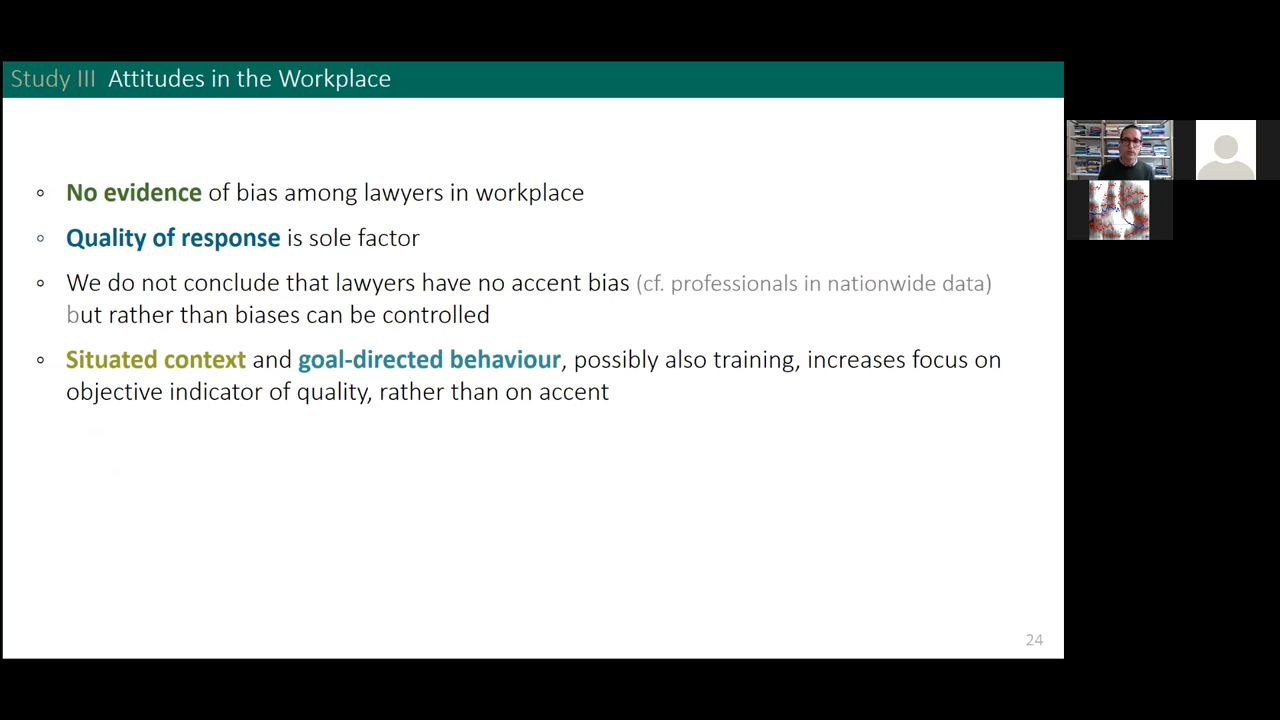 Study III Attitudes in the Workplace
No evidence of bias among lawyers in workplace
Quality of response is sole factor
We do not conclude that lawyers have no accent bias (cf. professionals in nationwide data)
but rather than biases can be controlled
Situated context and goal-directed behaviour, possibly also training, increases focus on
objective indicator of quality, rather than on accent
24